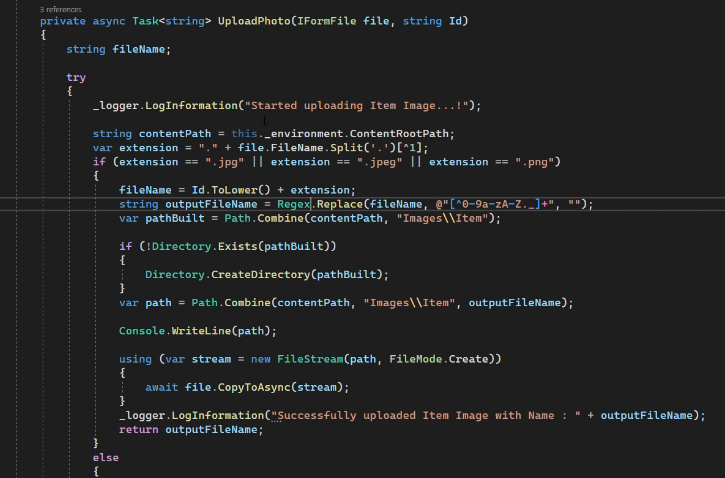 3 references
private async Task<string> UploadPhoto(IFormFile file, string Id)
{
string fileName;
try
{
_logger.LogInformation("Started uploading Item Image...!");
string contentPath = this._environment.ContentRootPath;
var extension = "." + file.FileName.Split('.')[^1];
if (extension == ".jpg" || extension == ".jpeg" || extension == ".png")
{
fileName = Id.ToLower() + extension;
string outputFileName = Regex.Replace(fileName, @"[^0-9a-zA-Z._]+", "");
var pathBuilt = Path.Combine(contentPath, "Images\\Item");
if (!Directory.Exists(pathBuilt))
{
Directory.CreateDirectory(pathBuilt);
}
var path = Path.Combine(contentPath, "Images\\Item", outputFileName);
Console.WriteLine(path);
using (var stream = new FileStream(path, FileMode.Create))
{
await file.CopyToAsync(stream);
}
_logger.LogInformation("Successfully uploaded Item Image with Name : " + outputFileName);
return outputFileName;
}
else
{